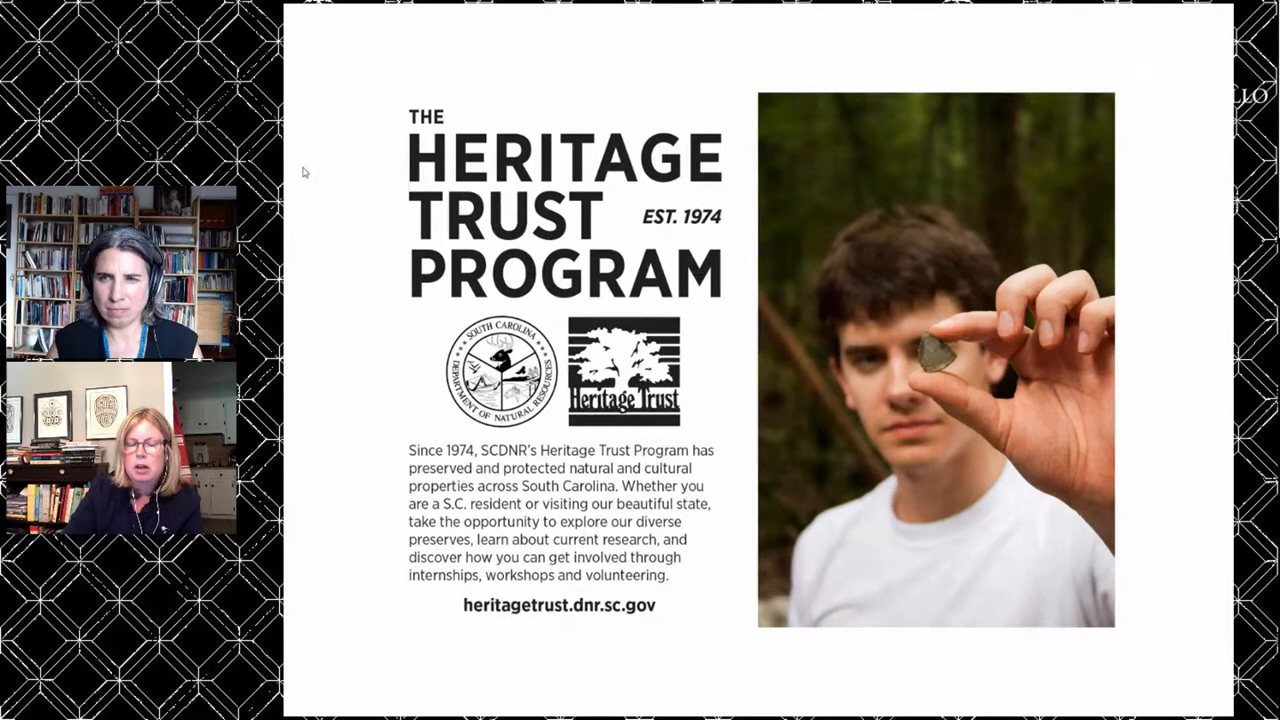 THE
HERITAGE
TRUST
EST. 1974
PROGRAM
SOUTH CAROLINA
DEPARTMENT OF NATURAL RESOURCES
Heritage Trust
Since 1974, SCDNR's Heritage Trust Program has
preserved and protected natural and cultural
properties across South Carolina. Whether you
are a S.C. resident or visiting our beautiful state,
take the opportunity to explore our diverse
preserves, learn about current research, and
discover how you can get involved through
internships, workshops and volunteering.
heritagetrust.dnr.sc.gov